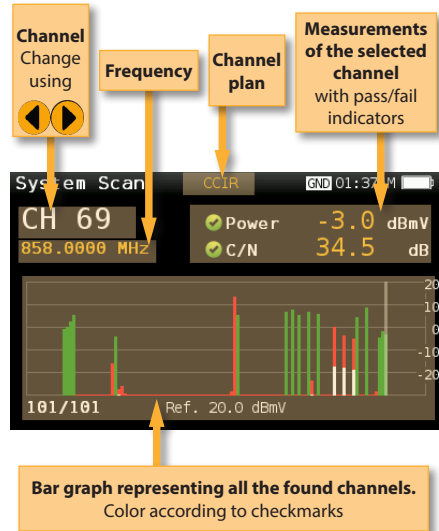 Channel
Change
using
Frequency
Channel
plan
Measurements
of the selected
channel
with pass/fail
indicators
System Scan
CCIR
GND 01:37 M
CH 69
858.0000 MHz
Power -3.0 dBmV
C/N 34.5 dB
20
10
0
-10
-20
101/101
Ref. 20.0 dBmV
Bar graph representing all the found channels.
Color according to checkmarks